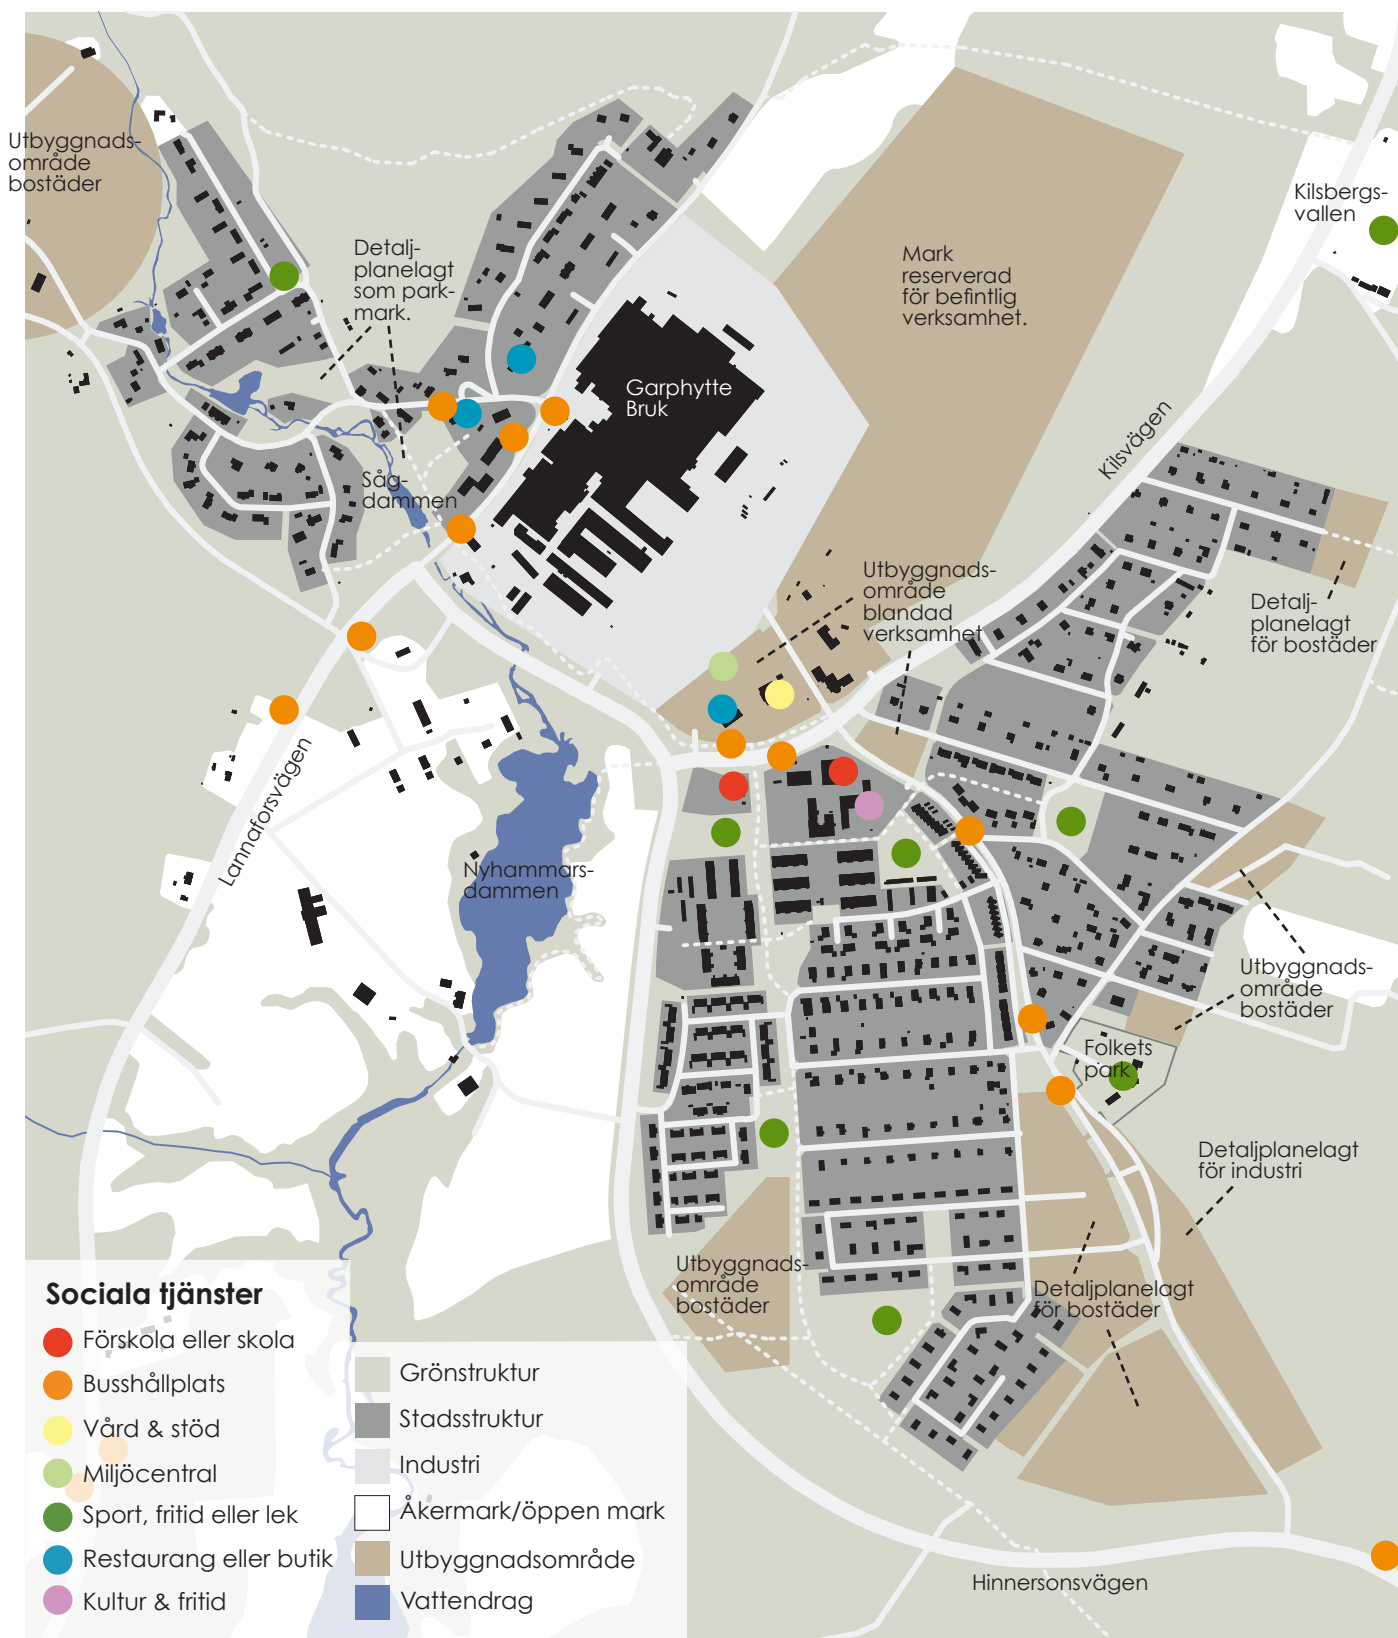 Utbyggnads-
område
bostäder
Detalj-
planelagt
som park-
mark.
Mark
reserverad
för befintlig
verksamhet.
Kilsbergs-
vallen
Garphytte
Bruk
Kilsvägen
Såg-
dammen
Utbyggnads-
område
blandad
verksamhet
Detalj-
planelagt
för bostäder
Lannaforsvägen
Nyhammars-
dammen
Utbyggnads-
område
bostäder
Folkets
park
Detaljplanelagt
för industri
Utbyggnads-
område
bostäder
Detaljplanelagt
för bostäder
Hinnersonsvägen
Sociala tjänster
Förskola eller skola
Busshållplats
Vård & stöd
Miljöcentral
Sport, fritid eller lek
Restaurang eller butik
Kultur & fritid
Grönstruktur
Stadsstruktur
Industri
Åkermark/öppen mark
Utbyggnadsområde
Vattendrag